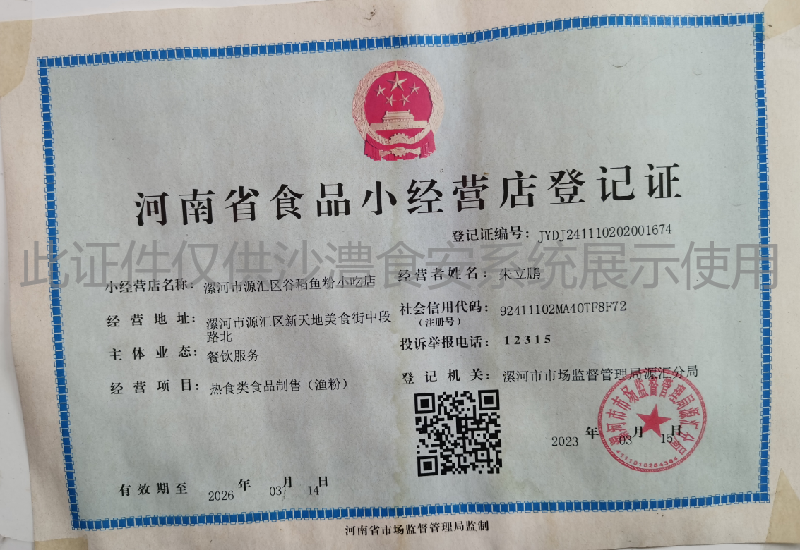 河南省食品小经营店登记证
登记证编号：JYDJ241110202001674
此证件仅供沙澧食安系统展示使用
小经营店名称：漯河市源汇区谷稻鱼粉小吃店
经营者姓名：朱立鹏
经营地址：漯河市源汇区新天地美食街中段
路北
社会信用代码：92411102MA40TF8F72
（注册号）
主体业态：餐饮服务
投诉举报电话：12315
经营项目：热食类食品制售（渔粉）
登记机关：漯河市市场监督管理局源汇分局
2023 年 03 月 15 日
有效期至 2026 年 03 月 14 日
河南省市场监督管理局监制